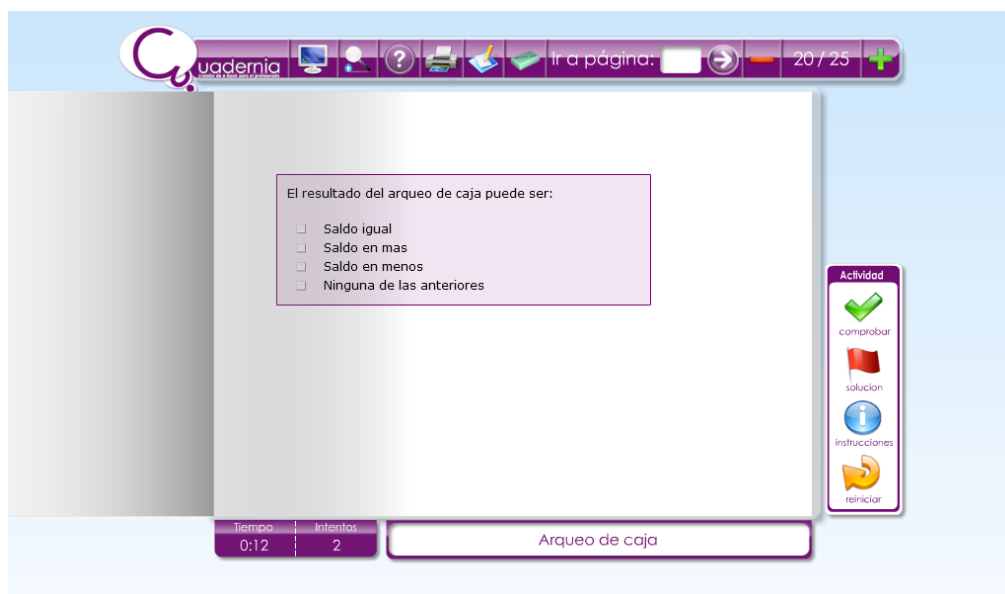 Cuadernia
Ir a página:
20 / 25
El resultado del arqueo de caja puede ser:
Saldo igual
Saldo en mas
Saldo en menos
Ninguna de las anteriores
Actividad
comprobar
solucion
instrucciones
reiniciar
Tiempo
Intentos
0:12
2
Arqueo de caja